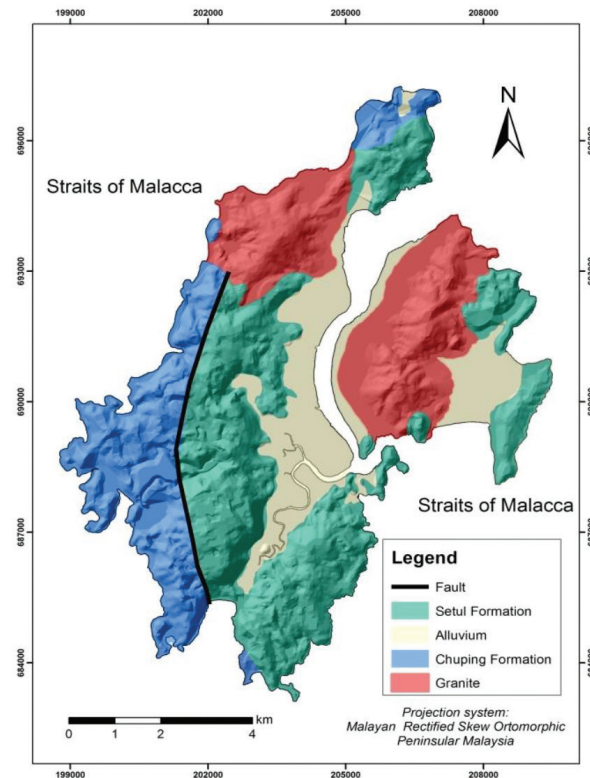 199000 202000 205000 208000
N
696000
Straits of Malacca
693000 693000
690000
Straits of Malacca
687000
Legend
Fault
Setul Formation
Alluvium
Chuping Formation
Granite
684000
km
0 1 2 4
Projection system:
Malayan Rectified Skew Ortomorphic
Peninsular Malaysia
199000 202000 205000 208000